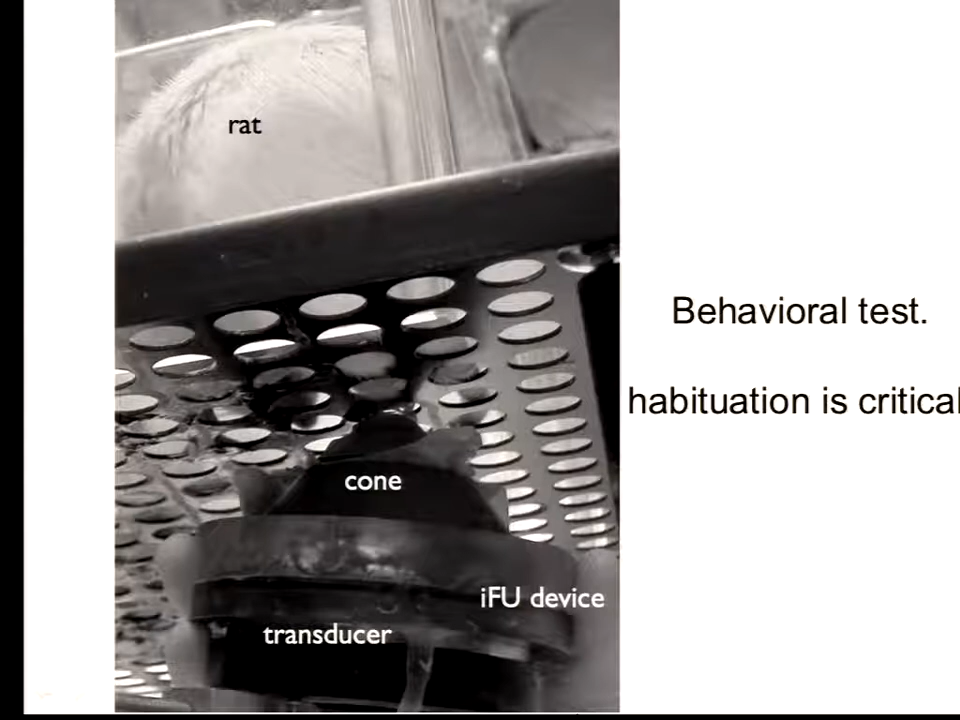 rat
Behavioral test.
habituation is critical
cone
iFU device
transducer